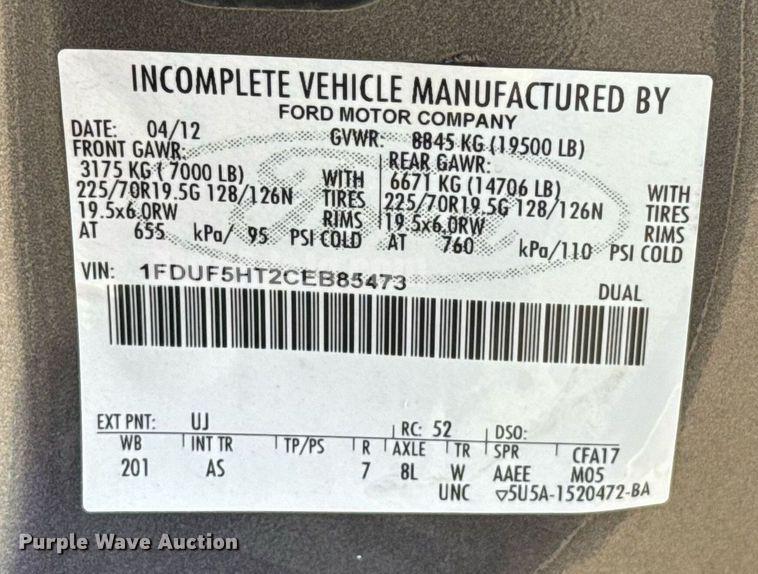 INCOMPLETE VEHICLE MANUFACTURED BY
FORD MOTOR COMPANY
DATE: 04/12 GVWR: 8845 KG (19500 LB)
FRONT GAWR: REAR GAWR:
3175 KG ( 7000 LB) WITH 6671 KG (14706 LB) WITH
225/70R19.5G 128/126N TIRES 225/70R19.5G 128/126N TIRES
19.5x6.0RW RIMS 19.5x6.0RW RIMS
AT 655 kPa/ 95 PSI COLD AT 760 kPa/110 PSI COLD
VIN: 1FDUF5HT2CEB85473
DUAL
EXT PNT: UJ RC: 52 DSO:
WB INT TR TP/PS R AXLE TR SPR CFA17
201 AS 7 8L W AAEE M05
UNC ▽5U5A-1520472-BA
Purple Wave Auction